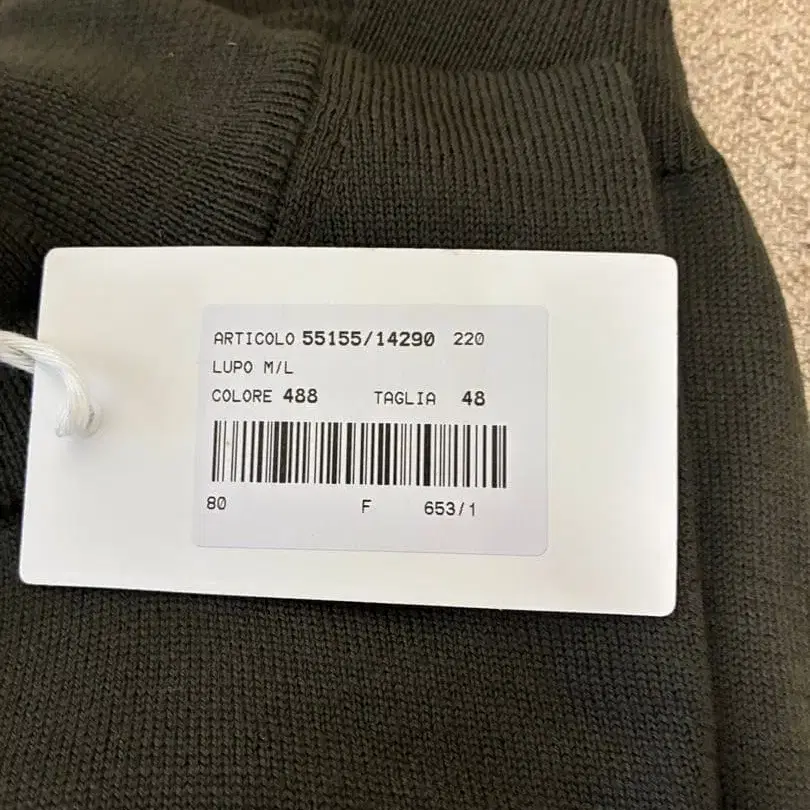 ARTICOLO 55155/14290 220
LUPO M/L
COLORE 488 TAGLIA 48
80 F 653/1